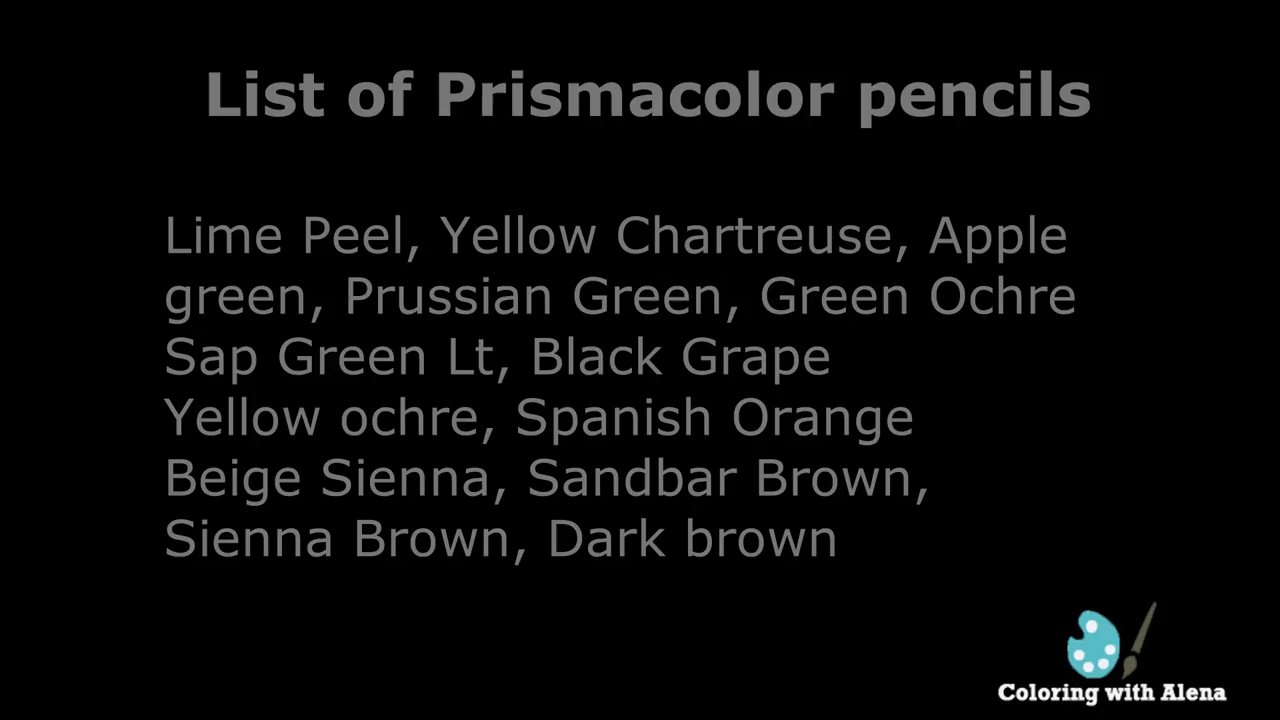 List of Prismacolor pencils
Lime Peel, Yellow Chartreuse, Apple
green, Prussian Green, Green Ochre
Sap Green Lt, Black Grape
Yellow ochre, Spanish Orange
Beige Sienna, Sandbar Brown,
Sienna Brown, Dark brown
Coloring with Alena